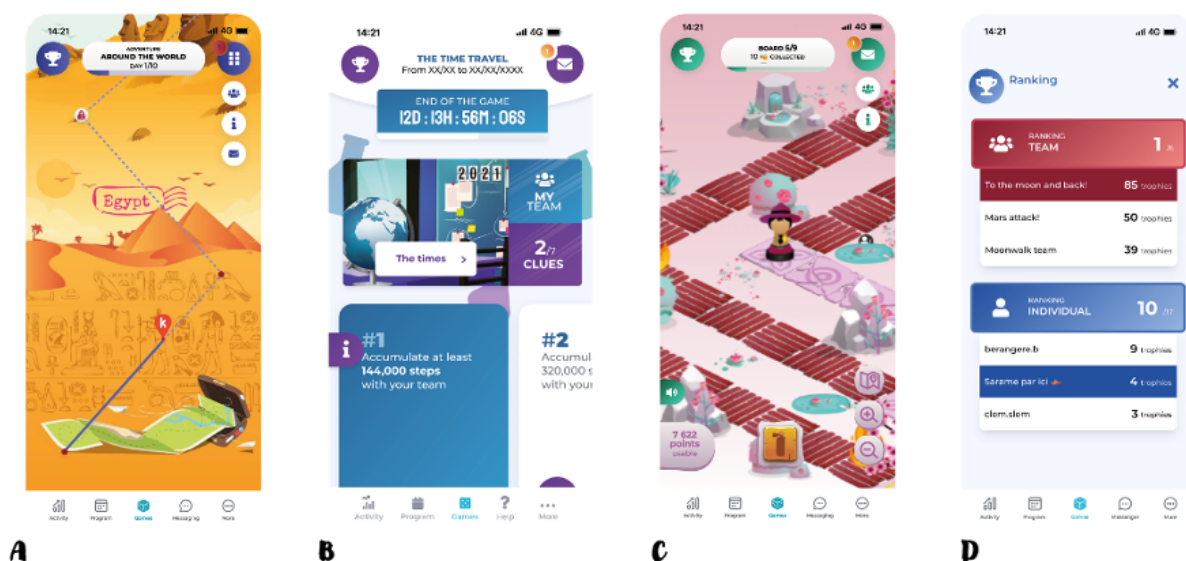 14:21
4G
ADVENTURE
AROUND THE WORLD
DAY 1/10
Egypt
k
Activity
Program
Games
Messaging
More
A
14:21
4G
THE TIME TRAVEL
From XX/XX to XX/XX/XXXX
1
END OF THE GAME
12D : 13H : 56M : 06S
2021
MY
TEAM
The times >
2/7
CLUES
i
#1
Accumulate at least
144,000 steps
with your team
#2
Accumul
320,000 s
with your
Activity
Program
Games
Help
More
B
14:21
4G
BOARD 5/9
10 COLLECTED
1
i
7 622
points
usable
1
Activity
Program
Games
Messaging
More
C
14:21
4G
Ranking
RANKING
TEAM
1 /6
To the moon and back! 85 trophies
Mars attack! 50 trophies
Moonwalk team 39 trophies
RANKING
INDIVIDUAL
10 /17
berangere.b 9 trophies
Sarame par ici 4 trophies
clem.slem 3 trophies
Activity
Program
Games
Messenger
More
D